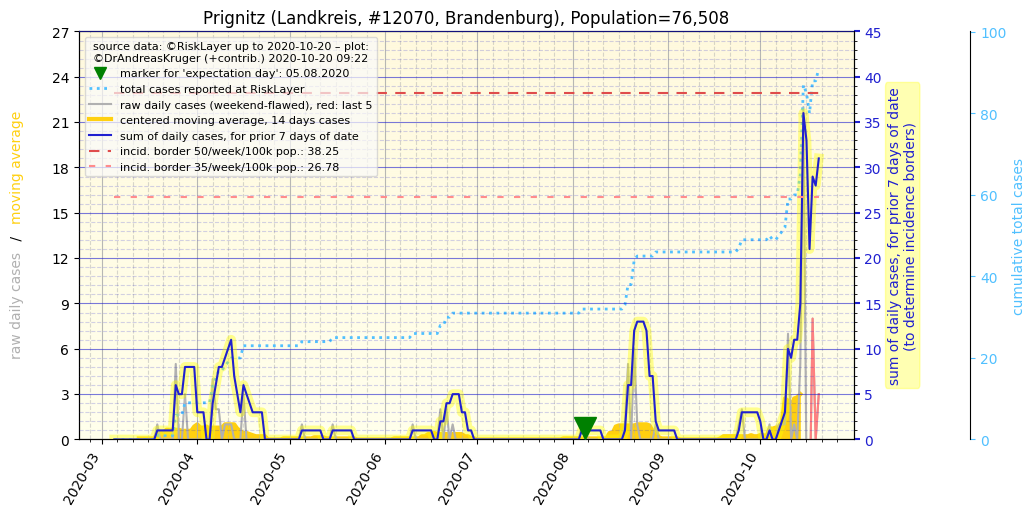 Prignitz (Landkreis, #12070, Brandenburg), Population=76,508
source data: ©RiskLayer up to 2020-10-20 – plot:
©DrAndreasKruger (+contrib.) 2020-10-20 09:22
marker for 'expectation day': 05.08.2020
total cases reported at RiskLayer
raw daily cases (weekend-flawed), red: last 5
centered moving average, 14 days cases
sum of daily cases, for prior 7 days of date
incid. border 50/week/100k pop.: 38.25
incid. border 35/week/100k pop.: 26.78
raw daily cases / moving average
27
24
21
18
15
12
9
6
3
0
2020-03
2020-04
2020-05
2020-06
2020-07
2020-08
2020-09
2020-10
45
40
35
30
25
20
15
10
5
0
sum of daily cases, for prior 7 days of date
(to determine incidence borders)
100
80
60
40
20
0
cumulative total cases